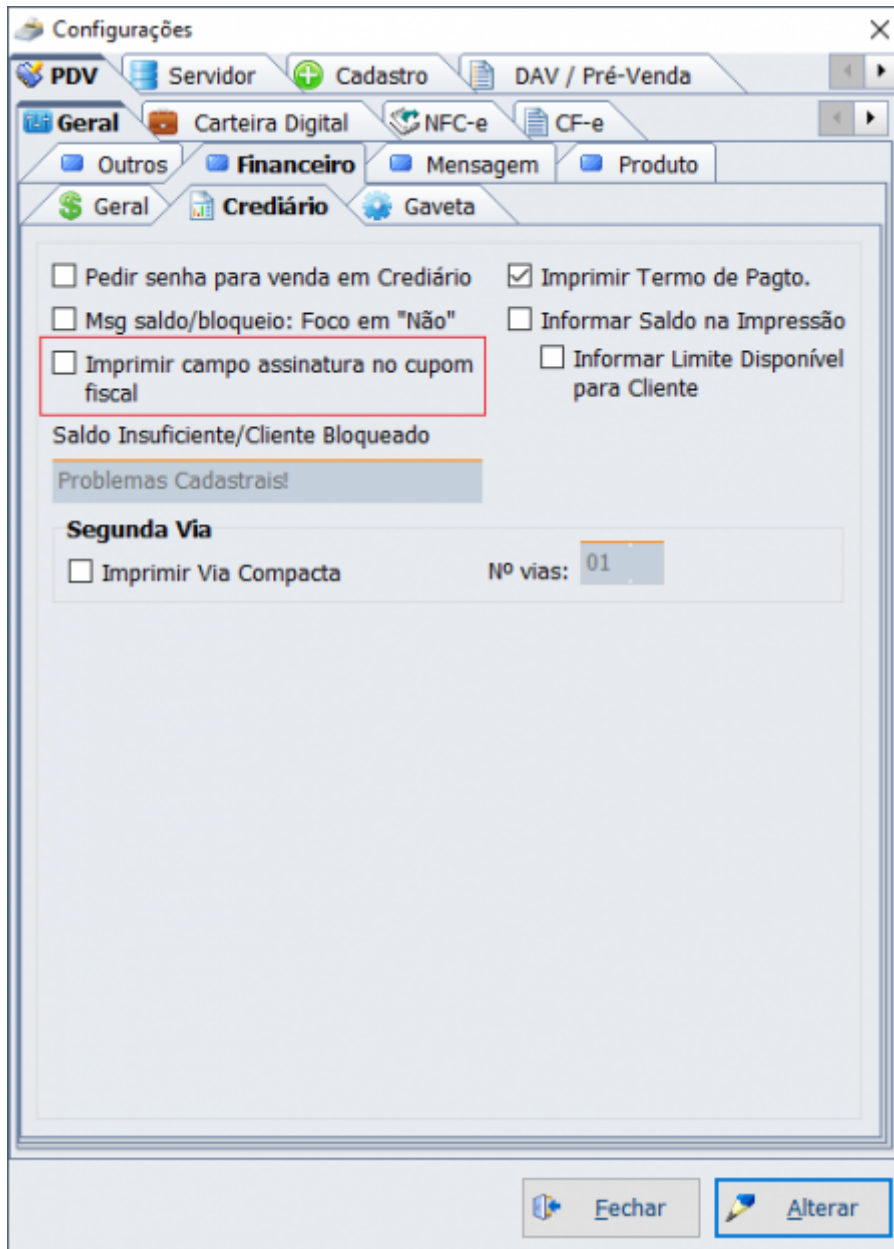 Configurações
PDV Servidor Cadastro DAV / Pré-Venda
Geral Carteira Digital NFC-e CF-e
Outros Financeiro Mensagem Produto
Geral Crediário Gaveta
Pedir senha para venda em Crediário
Imprimir Termo de Pagto.
Msg saldo/bloqueio: Foco em "Não"
Informar Saldo na Impressão
Imprimir campo assinatura no cupom
fiscal
Informar Limite Disponível
para Cliente
Saldo Insuficiente/Cliente Bloqueado
Problemas Cadastrais!
Segunda Via
Imprimir Via Compacta
Nº vias: 01
Fechar Alterar